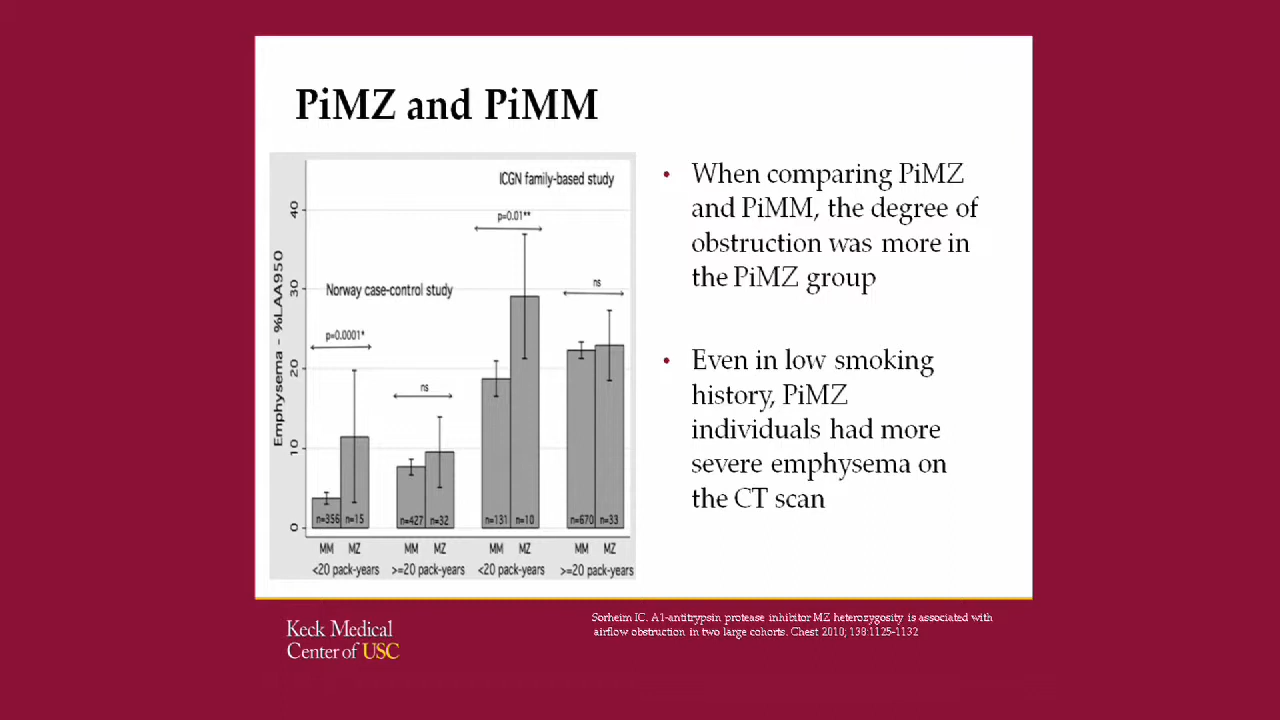 PiMZ and PiMM
ICGN family-based study
p=0.01**
Norway case-control study
ns
p=0.0001*
ns
Emphysema - %LAA950
40
30
20
10
0
n=356 n=15 n=427 n=32 n=131 n=10 n=670 n=33
MM MZ MM MZ MM MZ MM MZ
<20 pack-years >=20 pack-years <20 pack-years >=20 pack-years
• When comparing PiMZ
and PiMM, the degree of
obstruction was more in
the PiMZ group
• Even in low smoking
history, PiMZ
individuals had more
severe emphysema on
the CT scan
Keck Medical
Center of USC
Sorheim IC. A1-antitrypsin protease inhibitor MZ heterozygosity is associated with
airflow obstruction in two large cohorts. Chest 2010; 138:1125-1132